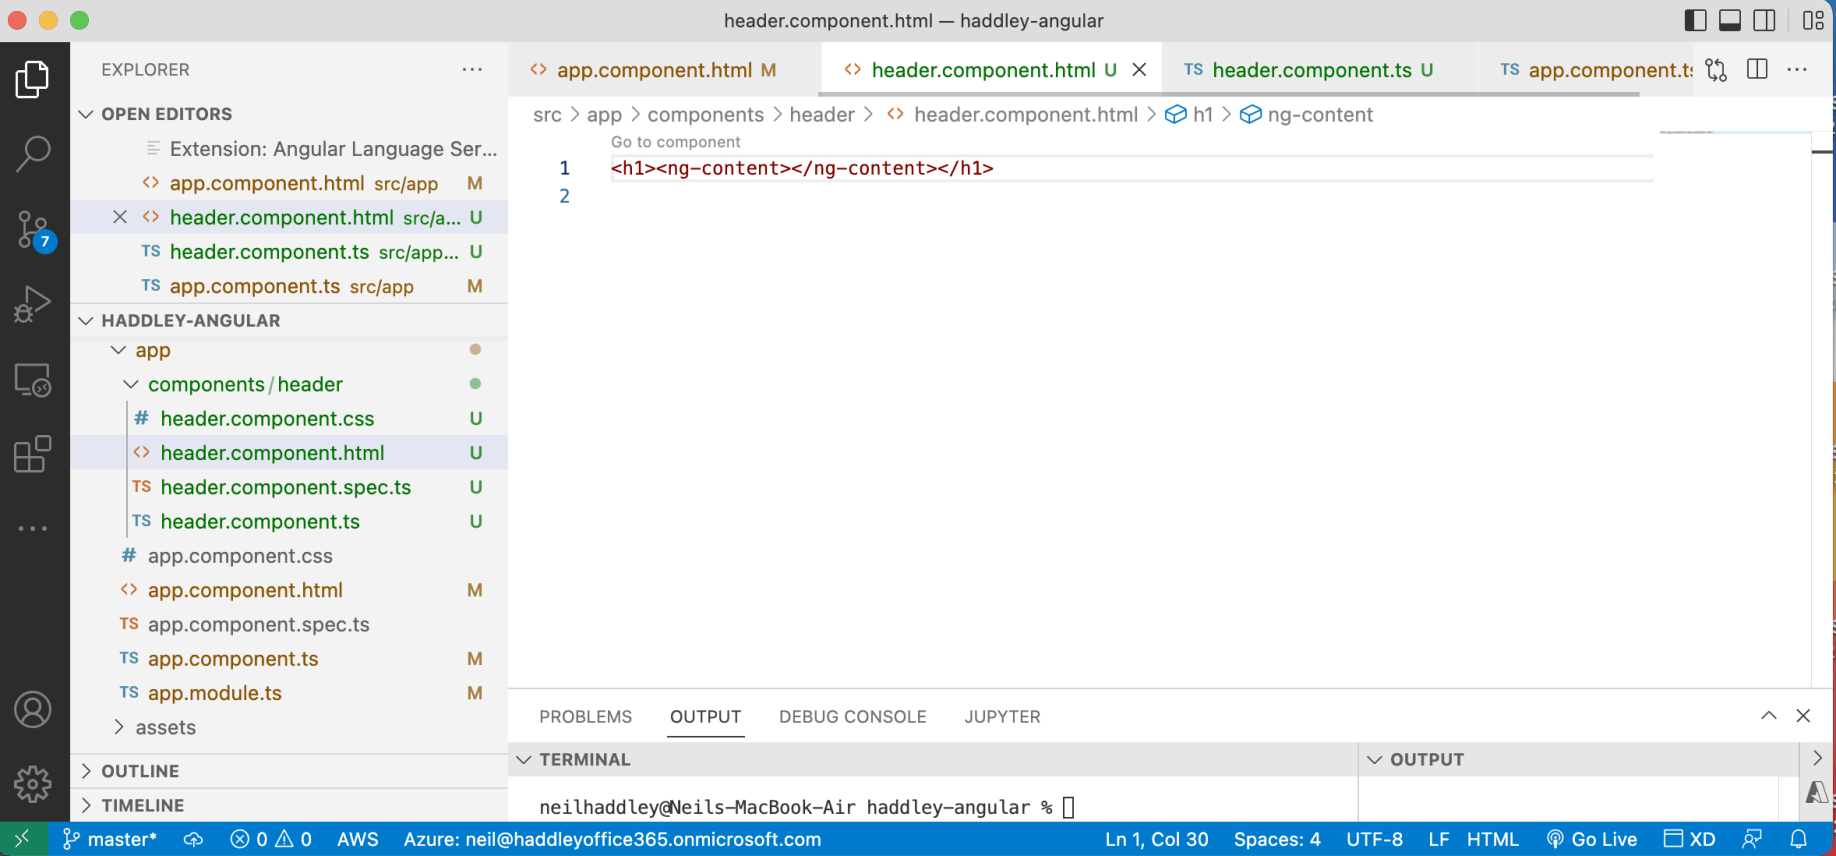 header.component.html — haddley-angular
EXPLORER
OPEN EDITORS
Extension: Angular Language Ser...
app.component.html src/app M
header.component.html src/a... U
TS header.component.ts src/app... U
TS app.component.ts src/app M
HADDLEY-ANGULAR
app
components/header
# header.component.css U
header.component.html U
TS header.component.spec.ts U
TS header.component.ts U
# app.component.css
app.component.html M
TS app.component.spec.ts
TS app.component.ts M
TS app.module.ts M
assets
OUTLINE
TIMELINE
7
app.component.html M
header.component.html U
TS header.component.ts U
TS app.component.ts
src > app > components > header > header.component.html > h1 > ng-content
Go to component
1 <h1><ng-content></ng-content></h1>
2
PROBLEMS OUTPUT DEBUG CONSOLE JUPYTER
TERMINAL
OUTPUT
neilhaddley@Neils-MacBook-Air haddley-angular %
master* 0 0 AWS Azure: neil@haddleyoffice365.onmicrosoft.com Ln 1, Col 30 Spaces: 4 UTF-8 LF HTML Go Live XD